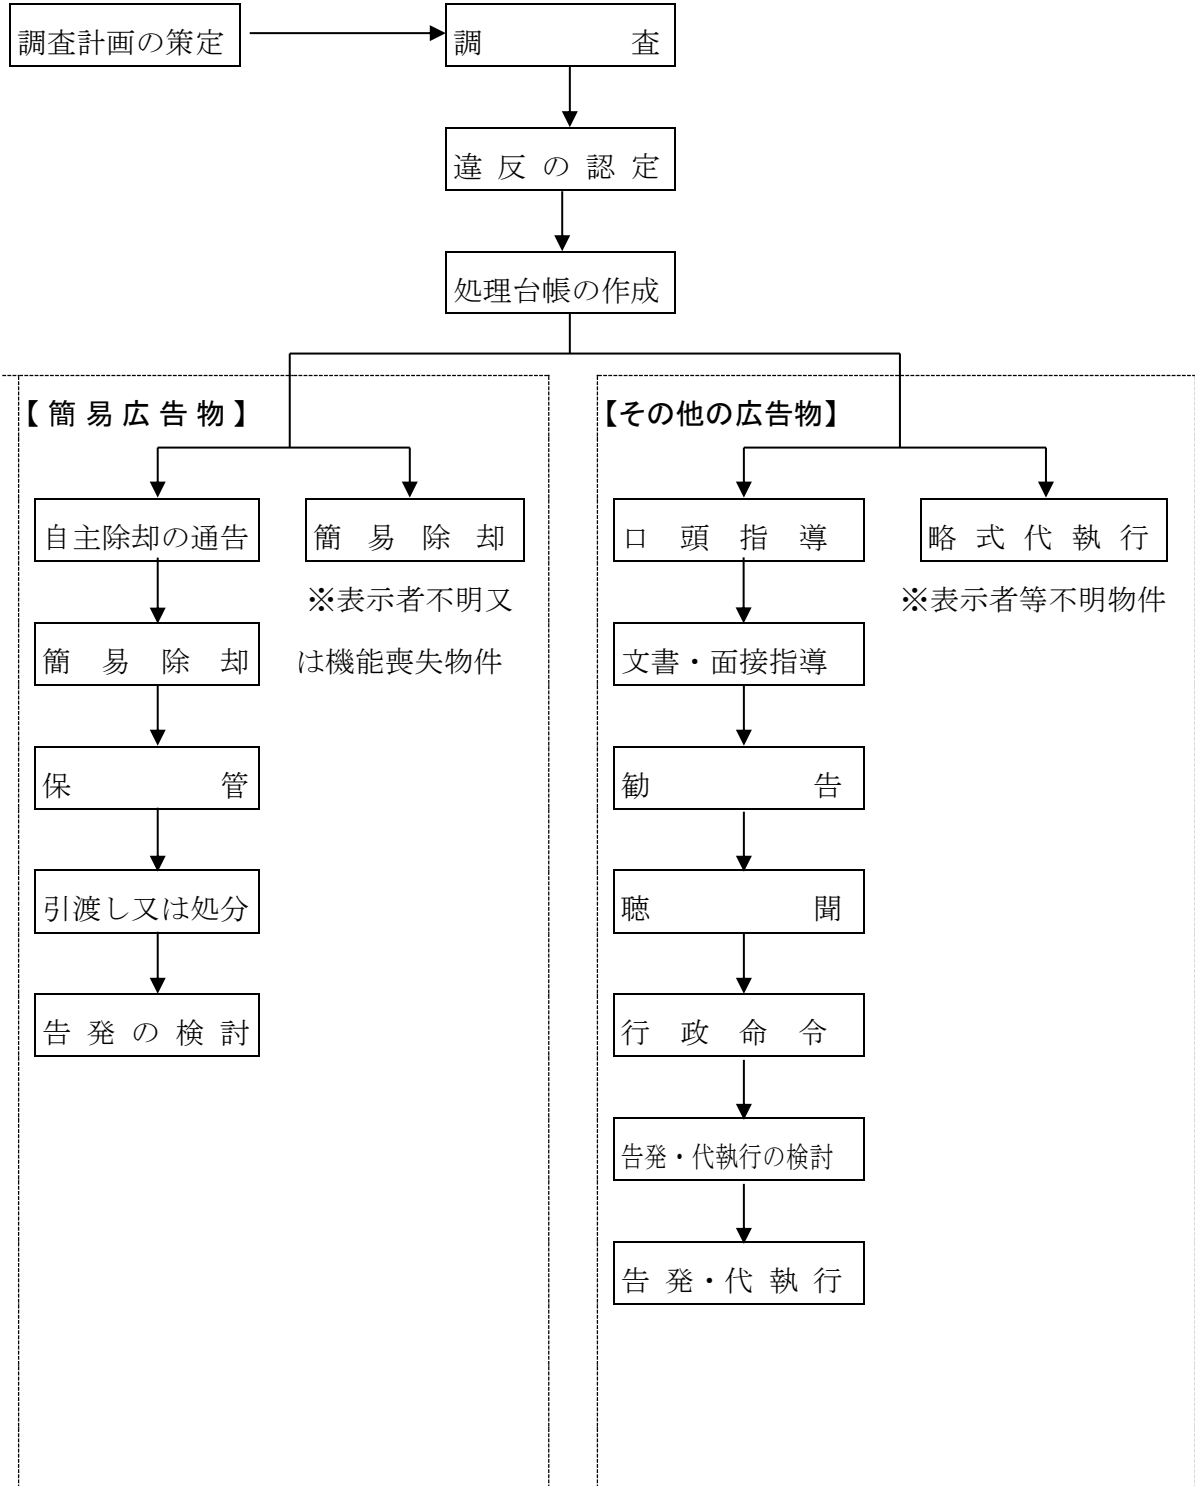 調査計画の策定
調査
違反の認定
処理台帳の作成
【簡易広告物】
自主除却の通告
簡易除却
※表示者不明又
は機能喪失物件
簡易除却
保管
引渡し又は処分
告発の検討
【その他の広告物】
口頭指導
略式代執行
※表示者等不明物件
文書・面接指導
勧告
聴聞
行政命令
告発・代執行の検討
告発・代執行